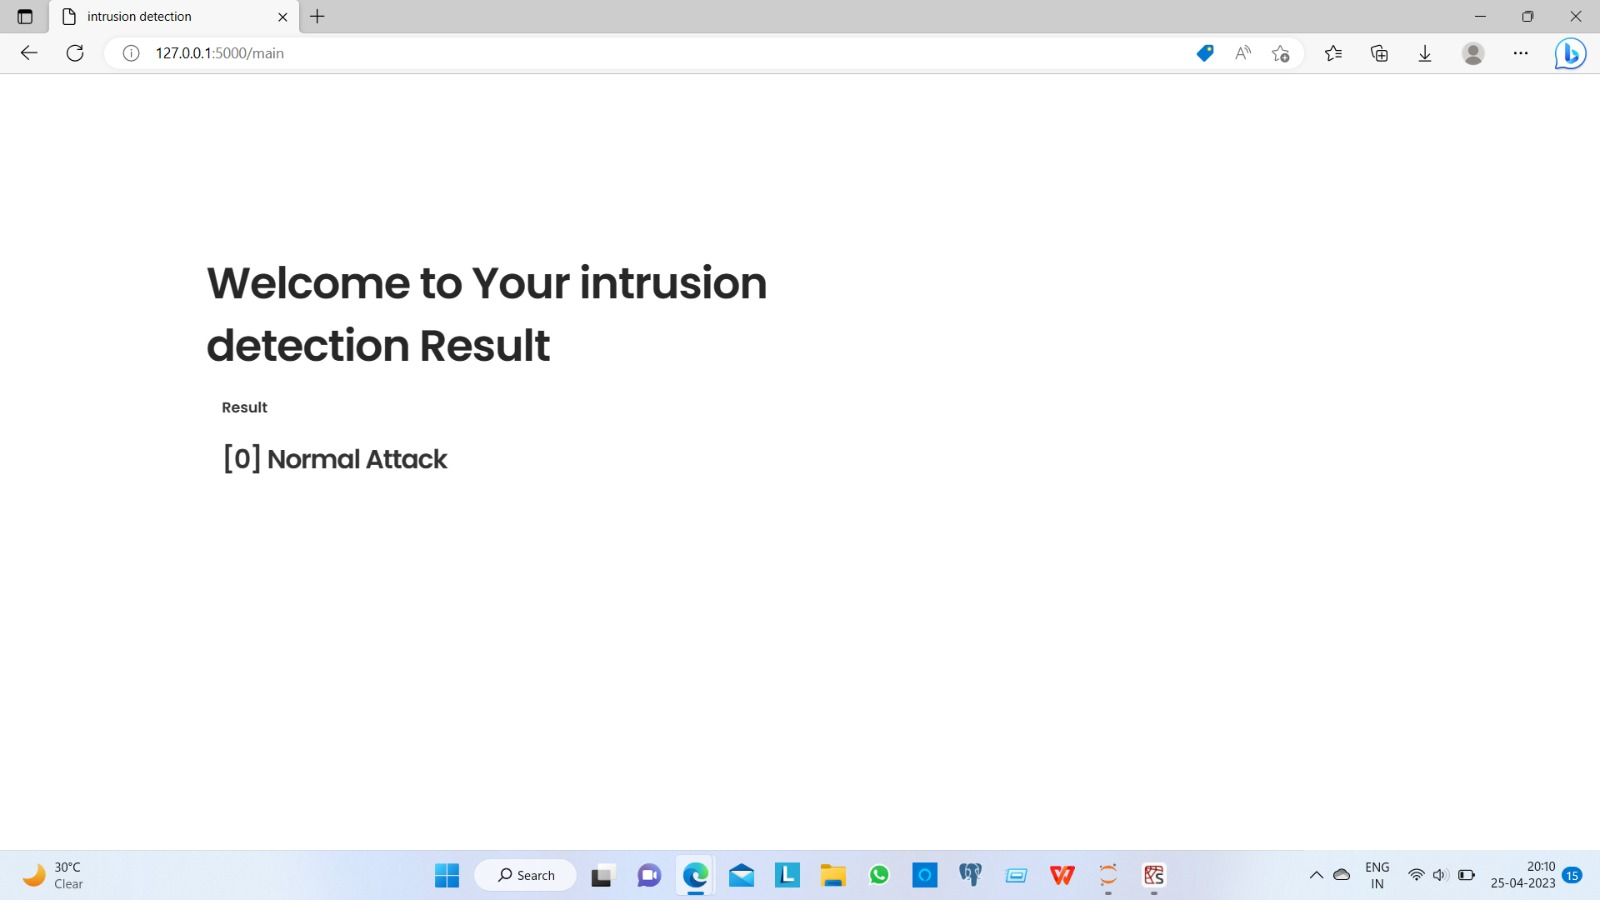 intrusion detection
127.0.0.1:5000/main
Welcome to Your intrusion
detection Result
Result
[0] Normal Attack
30°C
Clear
Search
ENG
IN
20:10
25-04-2023
15